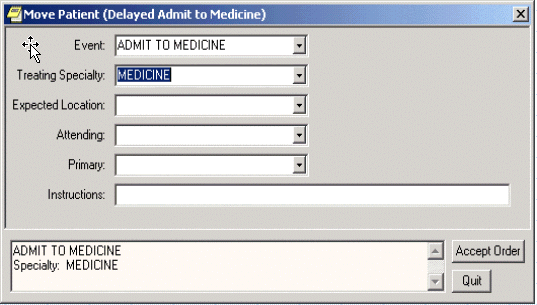 Move Patient (Delayed Admit to Medicine)
Event: ADMIT TO MEDICINE
Treating Specialty: MEDICINE
Expected Location:
Attending:
Primary:
Instructions:
ADMIT TO MEDICINE
Specialty: MEDICINE
Accept Order
Quit